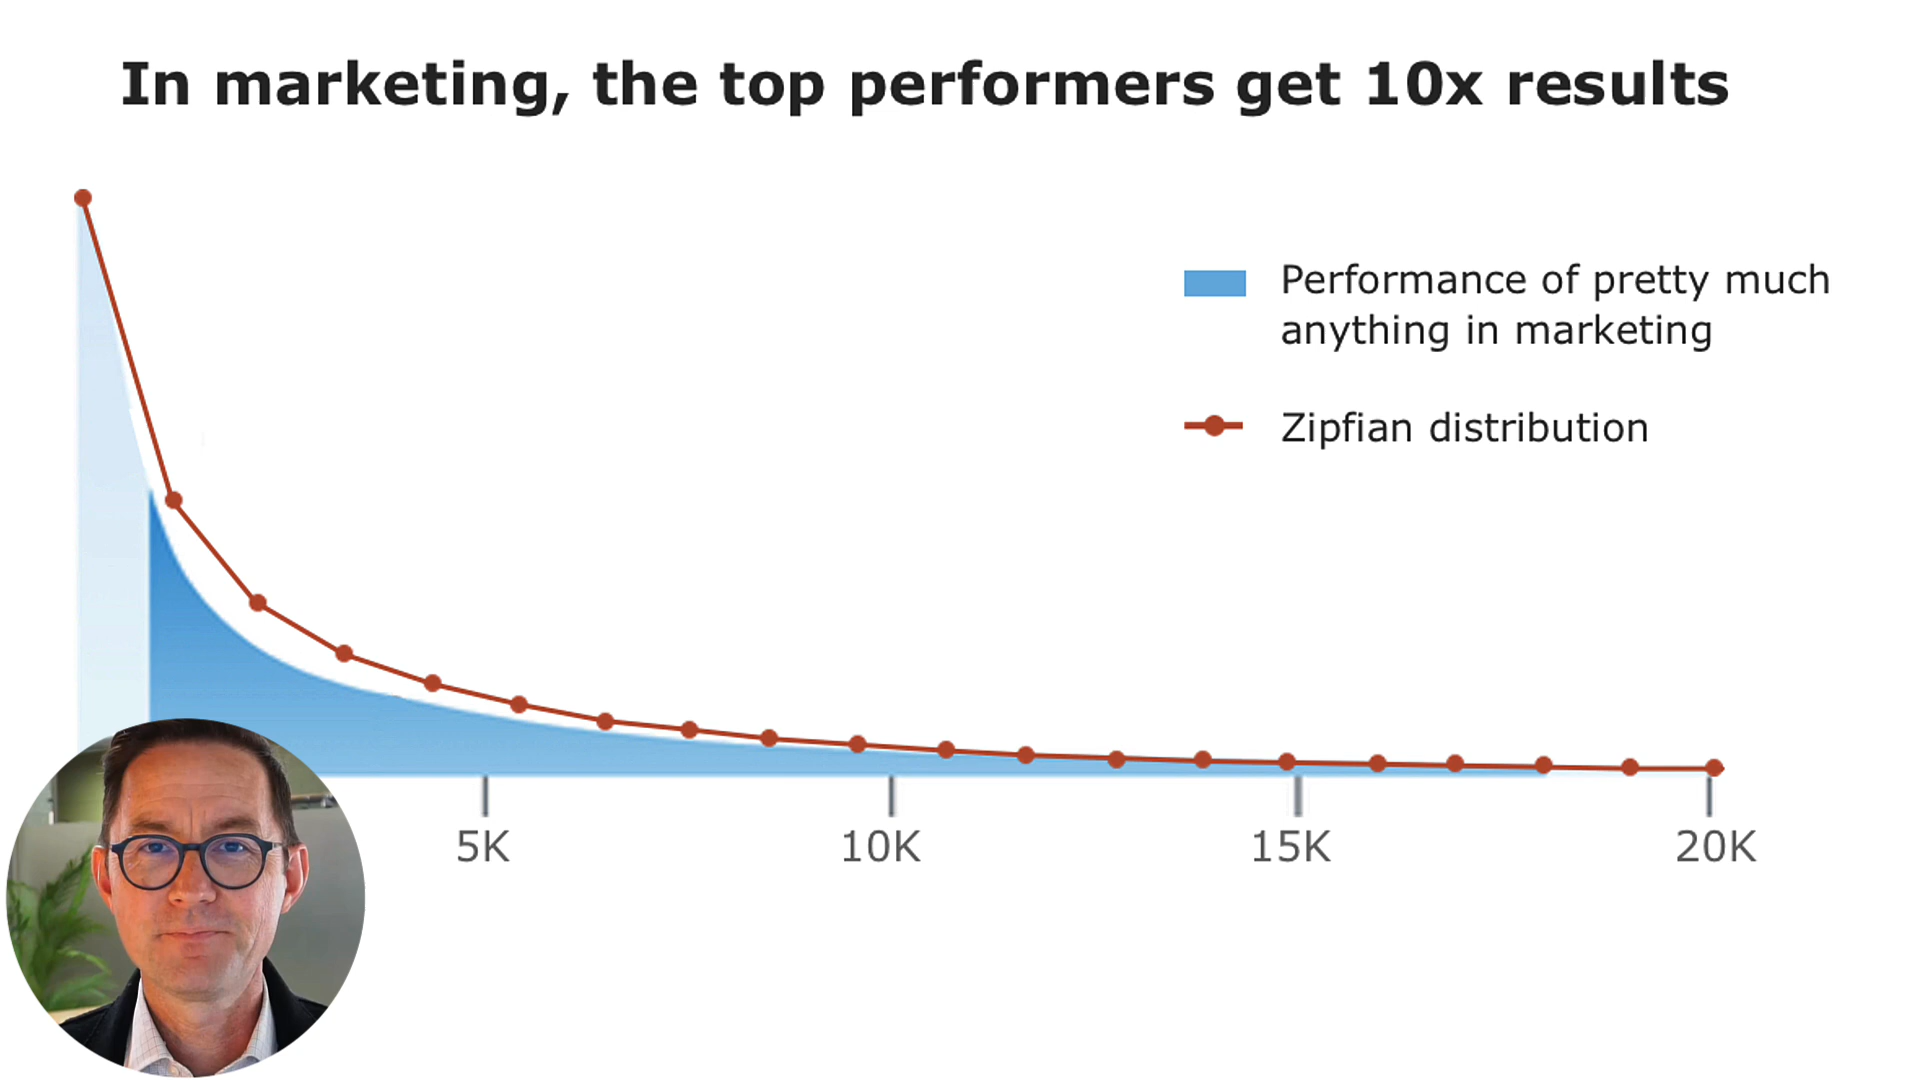 In marketing, the top performers get 10x results
Performance of pretty much
anything in marketing
Zipfian distribution
5K
10K
15K
20K